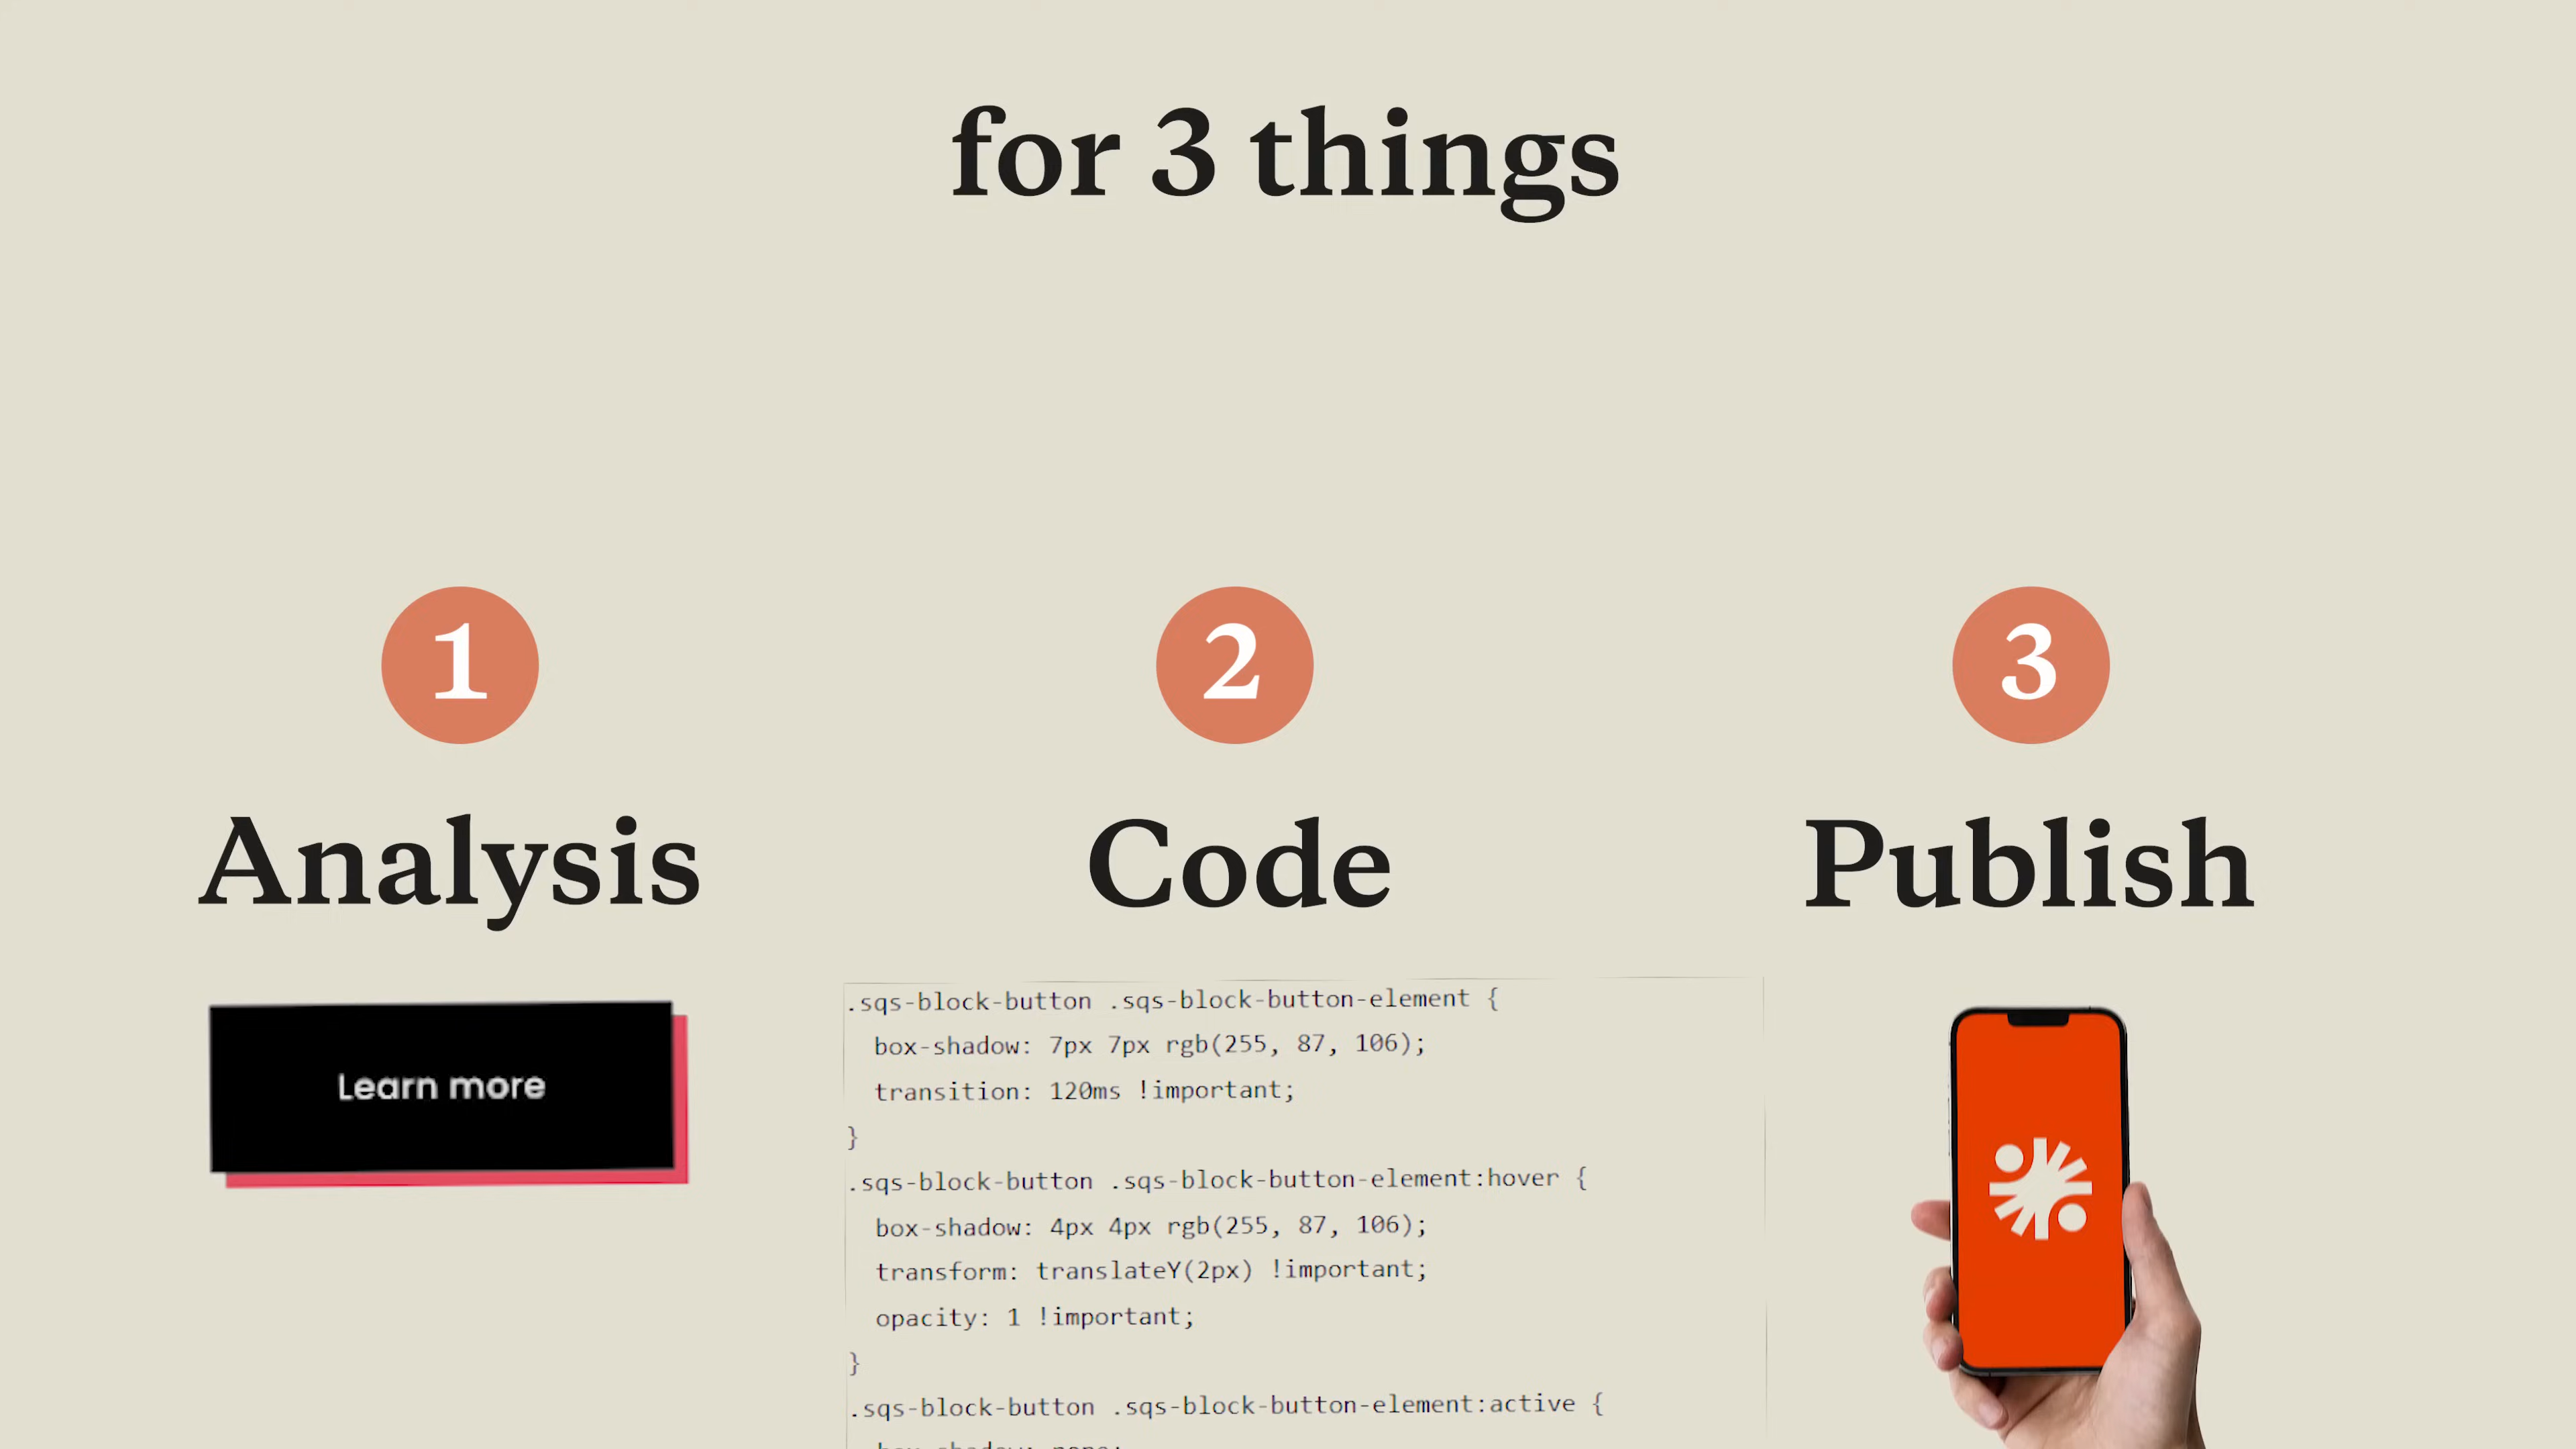 for 3 things
1
2
3
Analysis
Code
Publish
Learn more
.sqs-block-button .sqs-block-button-element {
box-shadow: 7px 7px rgb(255, 87, 106);
transition: 120ms !important;
}
.sqs-block-button .sqs-block-button-element:hover {
box-shadow: 4px 4px rgb(255, 87, 106);
transform: translateY(2px) !important;
opacity: 1 !important;
}
.sqs-block-button .sqs-block-button-element:active {